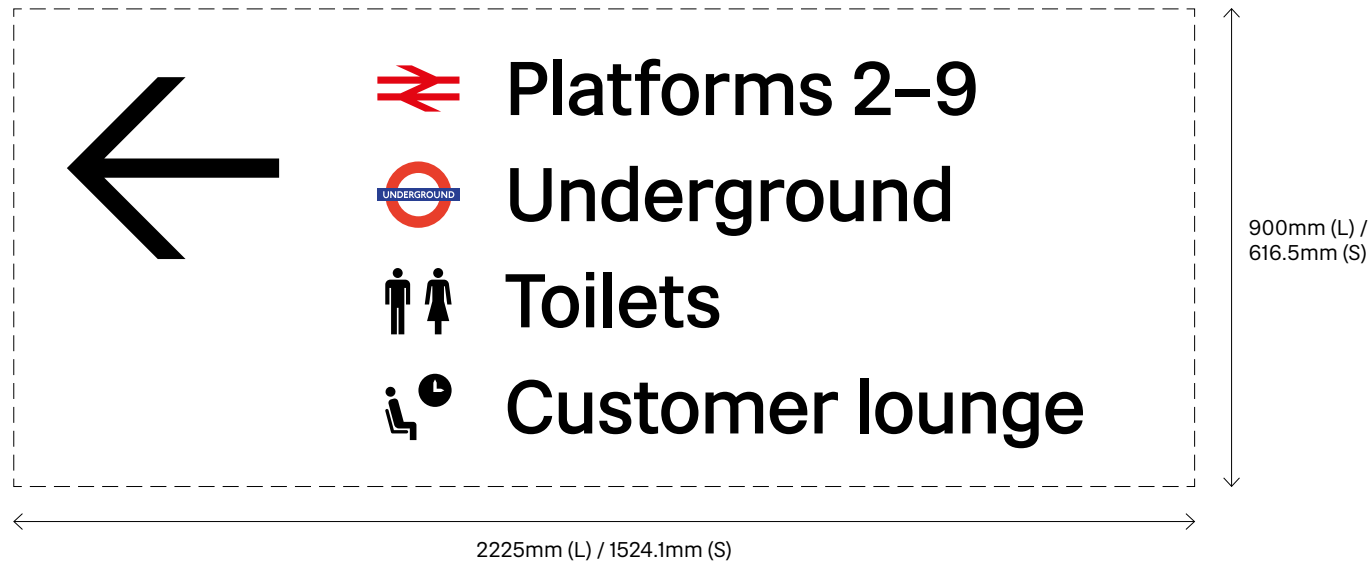 Platforms 2–9
UNDERGROUND
Underground
Toilets
Customer lounge
900mm (L) /
616.5mm (S)
2225mm (L) / 1524.1mm (S)